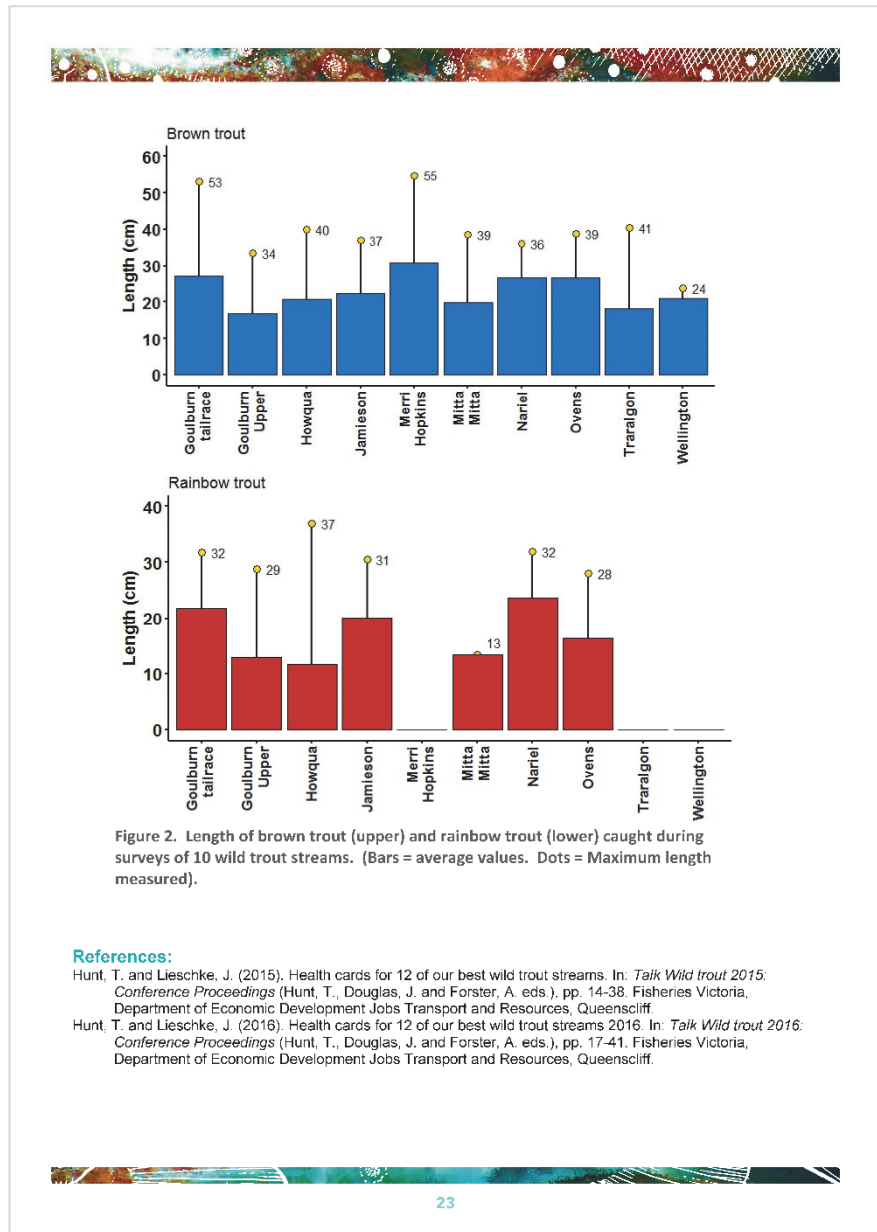 Brown trout
60
50
40
30
20
10
0
Length (cm)
53
34
40
37
55
39
36
39
41
24
Goulburn
tailrace
Goulburn
Upper
Howqua
Jamieson
Merri
Hopkins
Mitta
Mitta
Nariel
Ovens
Traralgon
Wellington
Rainbow trout
40
30
20
10
0
Length (cm)
32
29
37
31
13
32
28
Goulburn
tailrace
Goulburn
Upper
Howqua
Jamieson
Merri
Hopkins
Mitta
Mitta
Nariel
Ovens
Traralgon
Wellington
Figure 2.  Length of brown trout (upper) and rainbow trout (lower) caught during
surveys of 10 wild trout streams.  (Bars = average values.  Dots = Maximum length
measured).
References:
Hunt, T. and Lieschke, J. (2015). Health cards for 12 of our best wild trout streams. In: Talk Wild trout 2015:
Conference Proceedings (Hunt, T., Douglas, J. and Forster, A. eds.), pp. 14-38. Fisheries Victoria,
Department of Economic Development Jobs Transport and Resources, Queenscliff.
Hunt, T. and Lieschke, J. (2016). Health cards for 12 of our best wild trout streams 2016. In: Talk Wild trout 2016:
Conference Proceedings (Hunt, T., Douglas, J. and Forster, A. eds.), pp. 17-41. Fisheries Victoria,
Department of Economic Development Jobs Transport and Resources, Queenscliff.
23